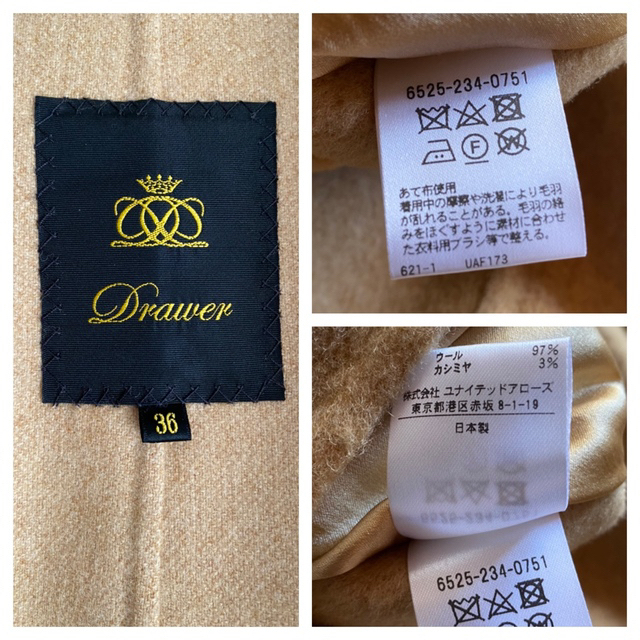 Drawer
36
6525-234-0751
あて布使用
着用中の摩擦や洗濯により毛羽
が乱れることがある。毛羽の絡
みをほぐすように素材に合わせ
た衣料用ブラシ等で整える。
621-1 UAF173
ウール 97%
カシミヤ 3%
株式会社 ユナイテッドアローズ
東京都港区赤坂 8-1-19
日本製
6525-234-0751